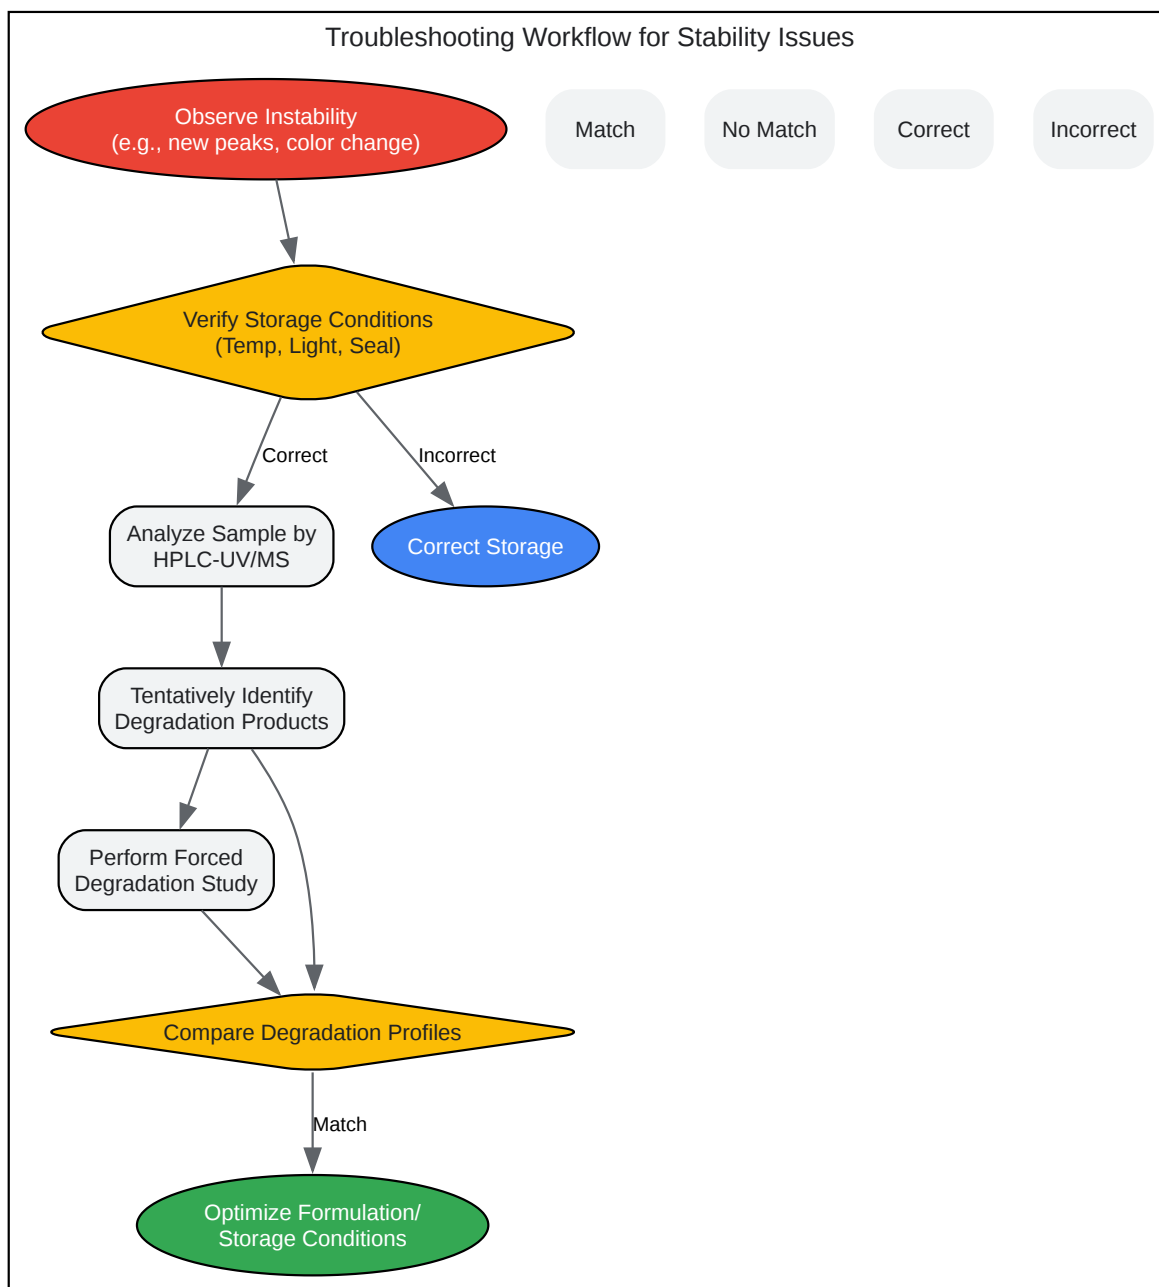 Troubleshooting Workflow for Stability Issues
Observe Instability
(e.g., new peaks, color change)
Match
No Match
Correct
Incorrect
Verify Storage Conditions
(Temp, Light, Seal)
Correct
Incorrect
Analyze Sample by
HPLC-UV/MS
Correct Storage
Tentatively Identify
Degradation Products
Perform Forced
Degradation Study
Compare Degradation Profiles
Match
Optimize Formulation/
Storage Conditions